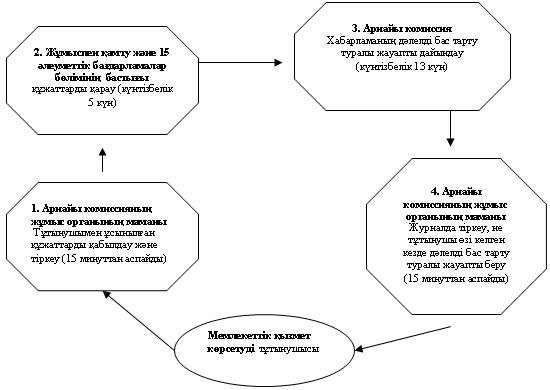 1. Арнайы комиссияның
жұмыс органының маманы
Тұтынушымен ұсынылған
құжаттарды қабылдау және
тіркеу (15 минуттан аспайды)
2. Жұмыспен қамту және 15
әлеуметтік бағдарламалар
бөлімінің бастығы
құжаттарды қарау (күнтізбелік
5 күн)
3. Арнайы комиссия
Хабарламаның дәлелді бас тарту
туралы жауапты дайындау
(күнтізбелік 13 күн)
4. Арнайы
комиссияның жұмыс
органының маманы
Журналда тіркеу, не
тұтынушы өзі келген
кезде дәлелді бас тарту
туралы жауапты беру
(15 минуттан аспайды)
Мемлекеттік қызмет
көрсетуді тұтынушысы